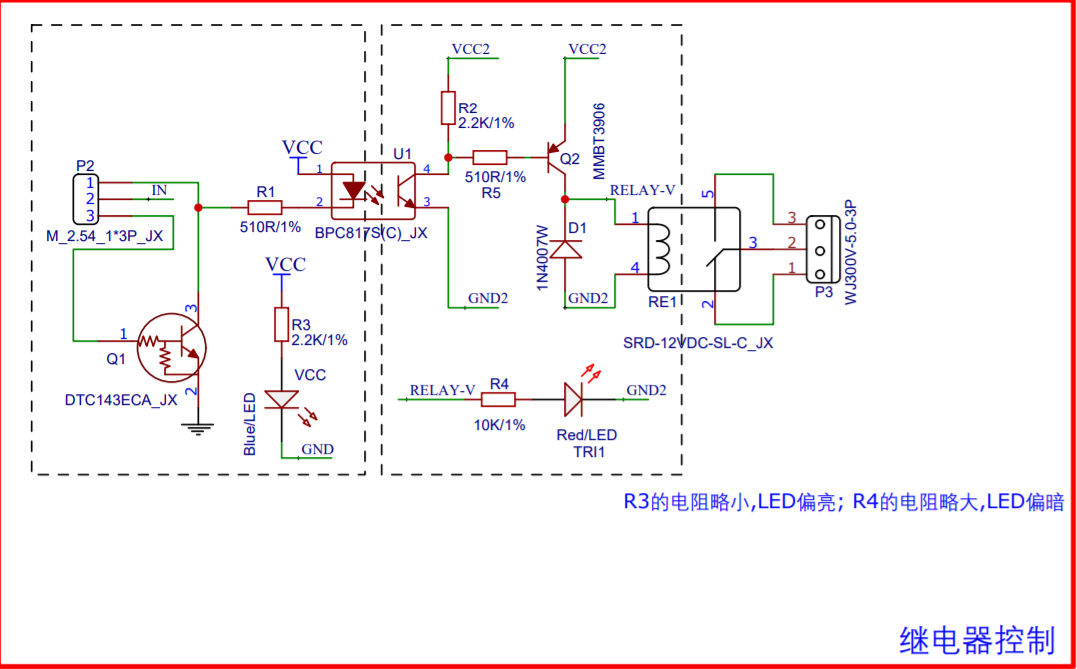 VCC2
VCC2
R2
2.2K/1%
MMBT3906
Q2
U1
VCC
P2
1
2
3
IN
M_2.54_1*3P_JX
R1
510R/1%
1
2
4
3
BPC817S(C)_JX
510R/1%
R5
RELAY-V
D1
1N4007W
GND2
GND2
1
4
5
3
2
RE1
SRD-12VDC-SL-C_JX
3
2
1
P3
WJ300V-5.0-3P
VCC
R3
2.2K/1%
VCC
Blue/LED
GND
1
3
2
Q1
DTC143ECA_JX
RELAY-V
R4
10K/1%
GND2
Red/LED
TRI1
R3的电阻略小,LED偏亮; R4的电阻略大,LED偏暗
继电器控制